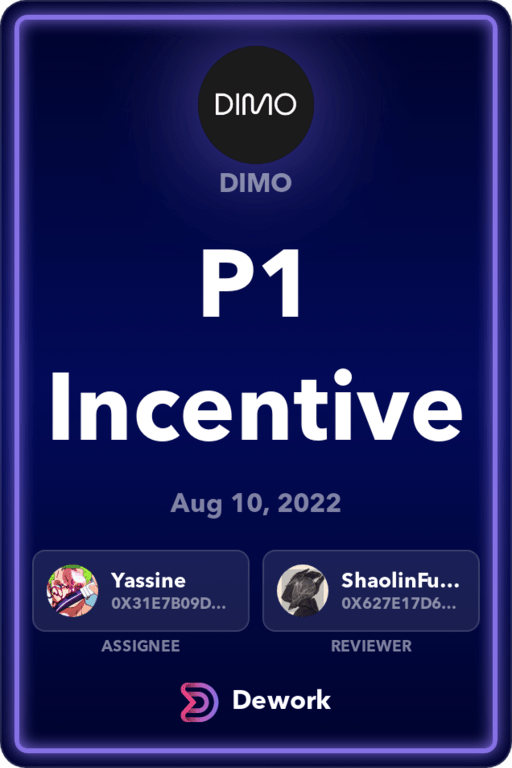 DIMO
DIMO
P1
Incentive
Aug 10, 2022
Yassine
0X31E7B09D...
ASSIGNEE
ShaolinFu...
0X627E17D6...
REVIEWER
Dework